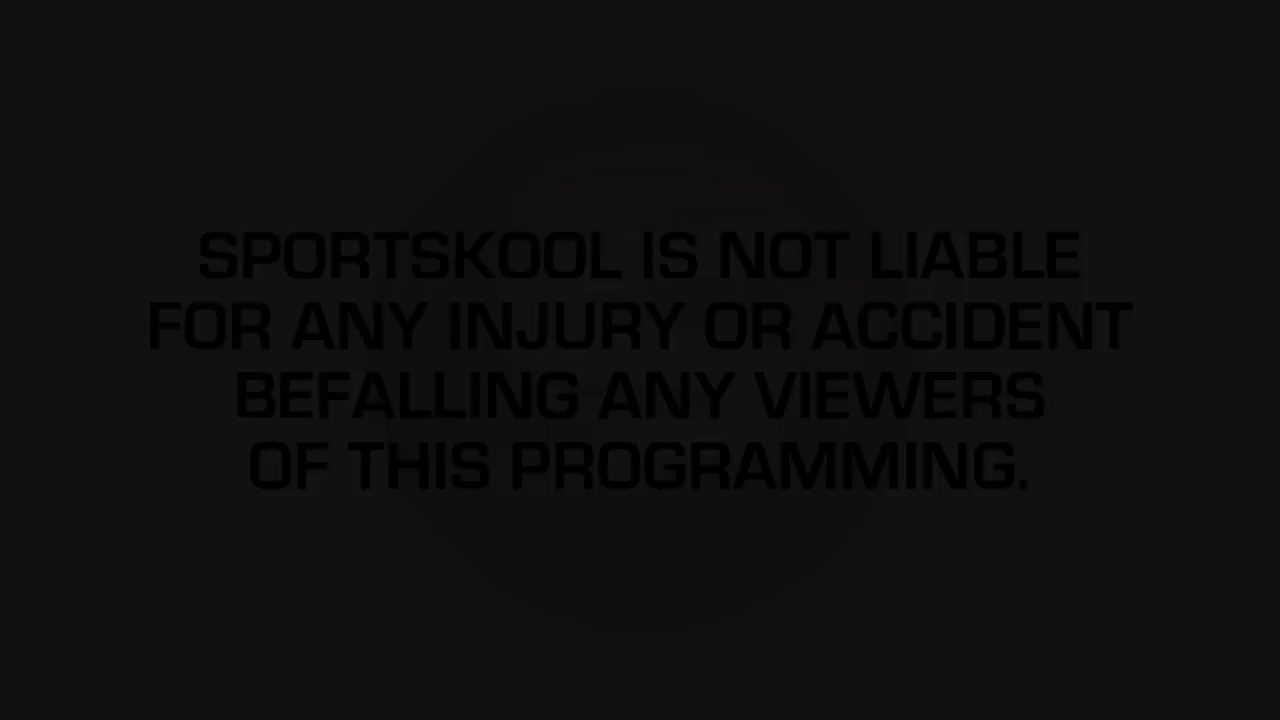 SPORTSKOOL IS NOT LIABLE
FOR ANY INJURY OR ACCIDENT
BEFALLING ANY VIEWERS
OF THIS PROGRAMMING.